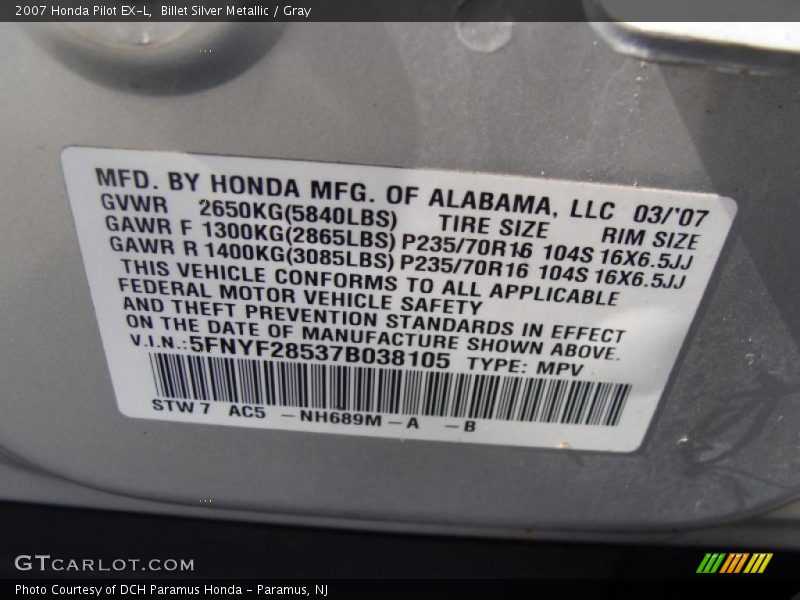 2007 Honda Pilot EX-L,  Billet Silver Metallic / Gray
MFD. BY HONDA MFG. OF ALABAMA, LLC 03/'07
GVWR 2650KG(5840LBS) TIRE SIZE RIM SIZE
GAWR F 1300KG(2865LBS) P235/70R16 104S 16X6.5JJ
GAWR R 1400KG(3085LBS) P235/70R16 104S 16X6.5JJ
THIS VEHICLE CONFORMS TO ALL APPLICABLE
FEDERAL MOTOR VEHICLE SAFETY
AND THEFT PREVENTION STANDARDS IN EFFECT
ON THE DATE OF MANUFACTURE SHOWN ABOVE.
V.I.N.:5FNYF28537B038105 TYPE: MPV
STW 7 AC5 – NH689M – A – B
GTCARLOT.COM
Photo Courtesy of DCH Paramus Honda - Paramus, NJ